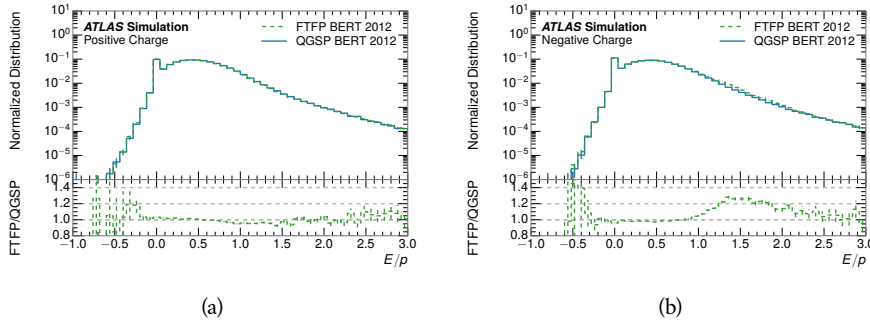 ATLAS Simulation
Positive Charge
FTFP BERT 2012
QGSP BERT 2012
Normalized Distribution
10¹
10⁰
10⁻¹
10⁻²
10⁻³
10⁻⁴
10⁻⁵
10⁻⁶
FTFP/QGSP
1.4
1.2
1.0
0.8
−1.0 −0.5 0.0 0.5 1.0 1.5 2.0 2.5 3.0
E/p
(a)
ATLAS Simulation
Negative Charge
FTFP BERT 2012
QGSP BERT 2012
Normalized Distribution
10¹
10⁰
10⁻¹
10⁻²
10⁻³
10⁻⁴
10⁻⁵
10⁻⁶
FTFP/QGSP
1.4
1.2
1.0
0.8
−1.0 −0.5 0.0 0.5 1.0 1.5 2.0 2.5 3.0
E/p
(b)